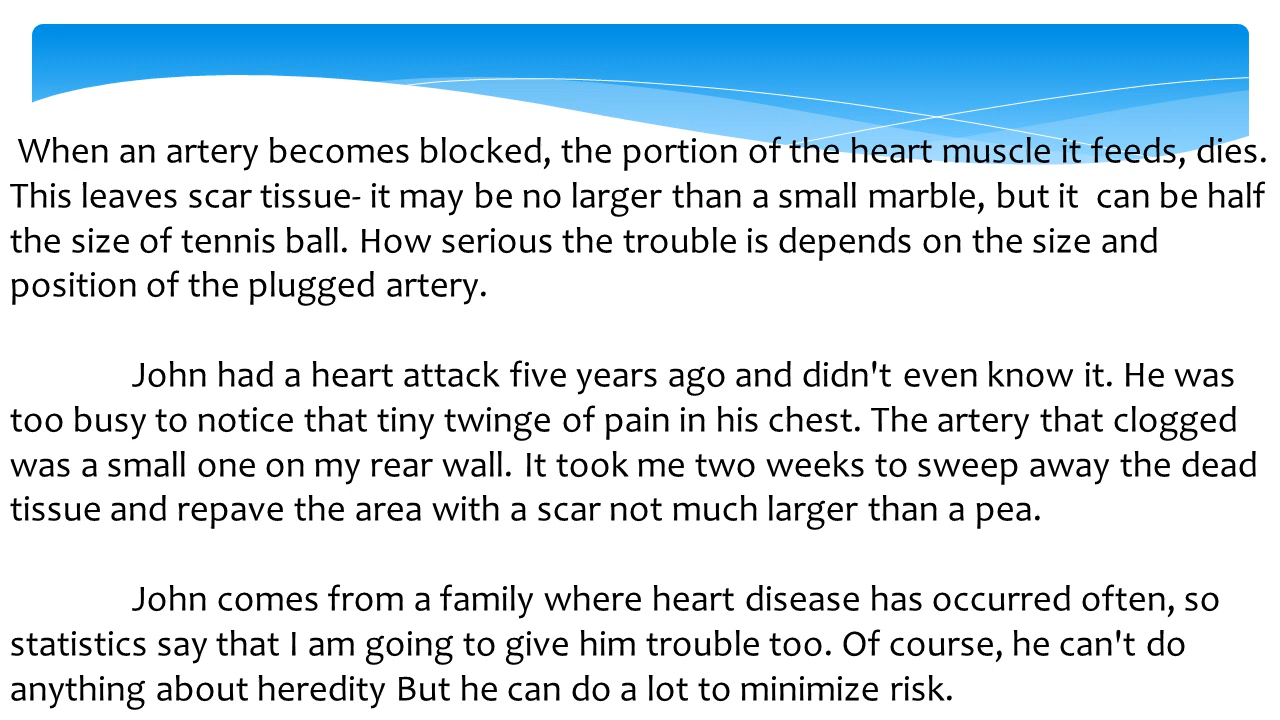 When an artery becomes blocked, the portion of the heart muscle it feeds, dies.
This leaves scar tissue- it may be no larger than a small marble, but it  can be half
the size of tennis ball. How serious the trouble is depends on the size and
position of the plugged artery.
John had a heart attack five years ago and didn't even know it. He was
too busy to notice that tiny twinge of pain in his chest. The artery that clogged
was a small one on my rear wall. It took me two weeks to sweep away the dead
tissue and repave the area with a scar not much larger than a pea.
John comes from a family where heart disease has occurred often, so
statistics say that I am going to give him trouble too. Of course, he can't do
anything about heredity But he can do a lot to minimize risk.